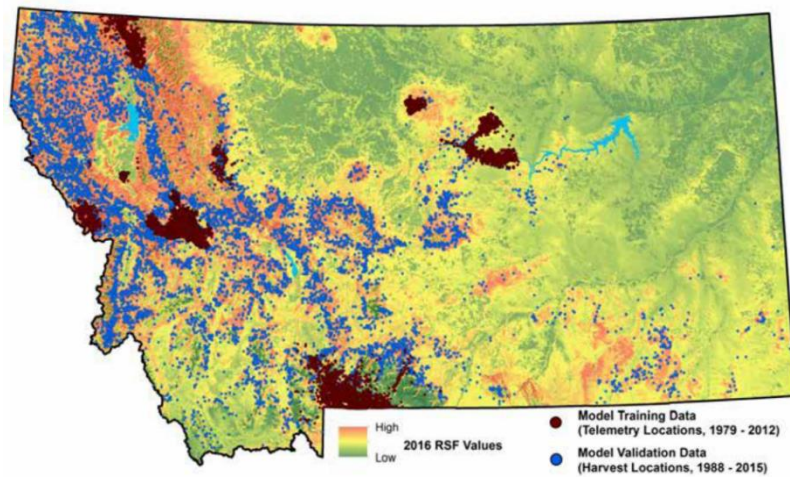 High
2016 RSF Values
Low
Model Training Data
(Telemetry Locations, 1979 - 2012)
Model Validation Data
(Harvest Locations, 1988 - 2015)